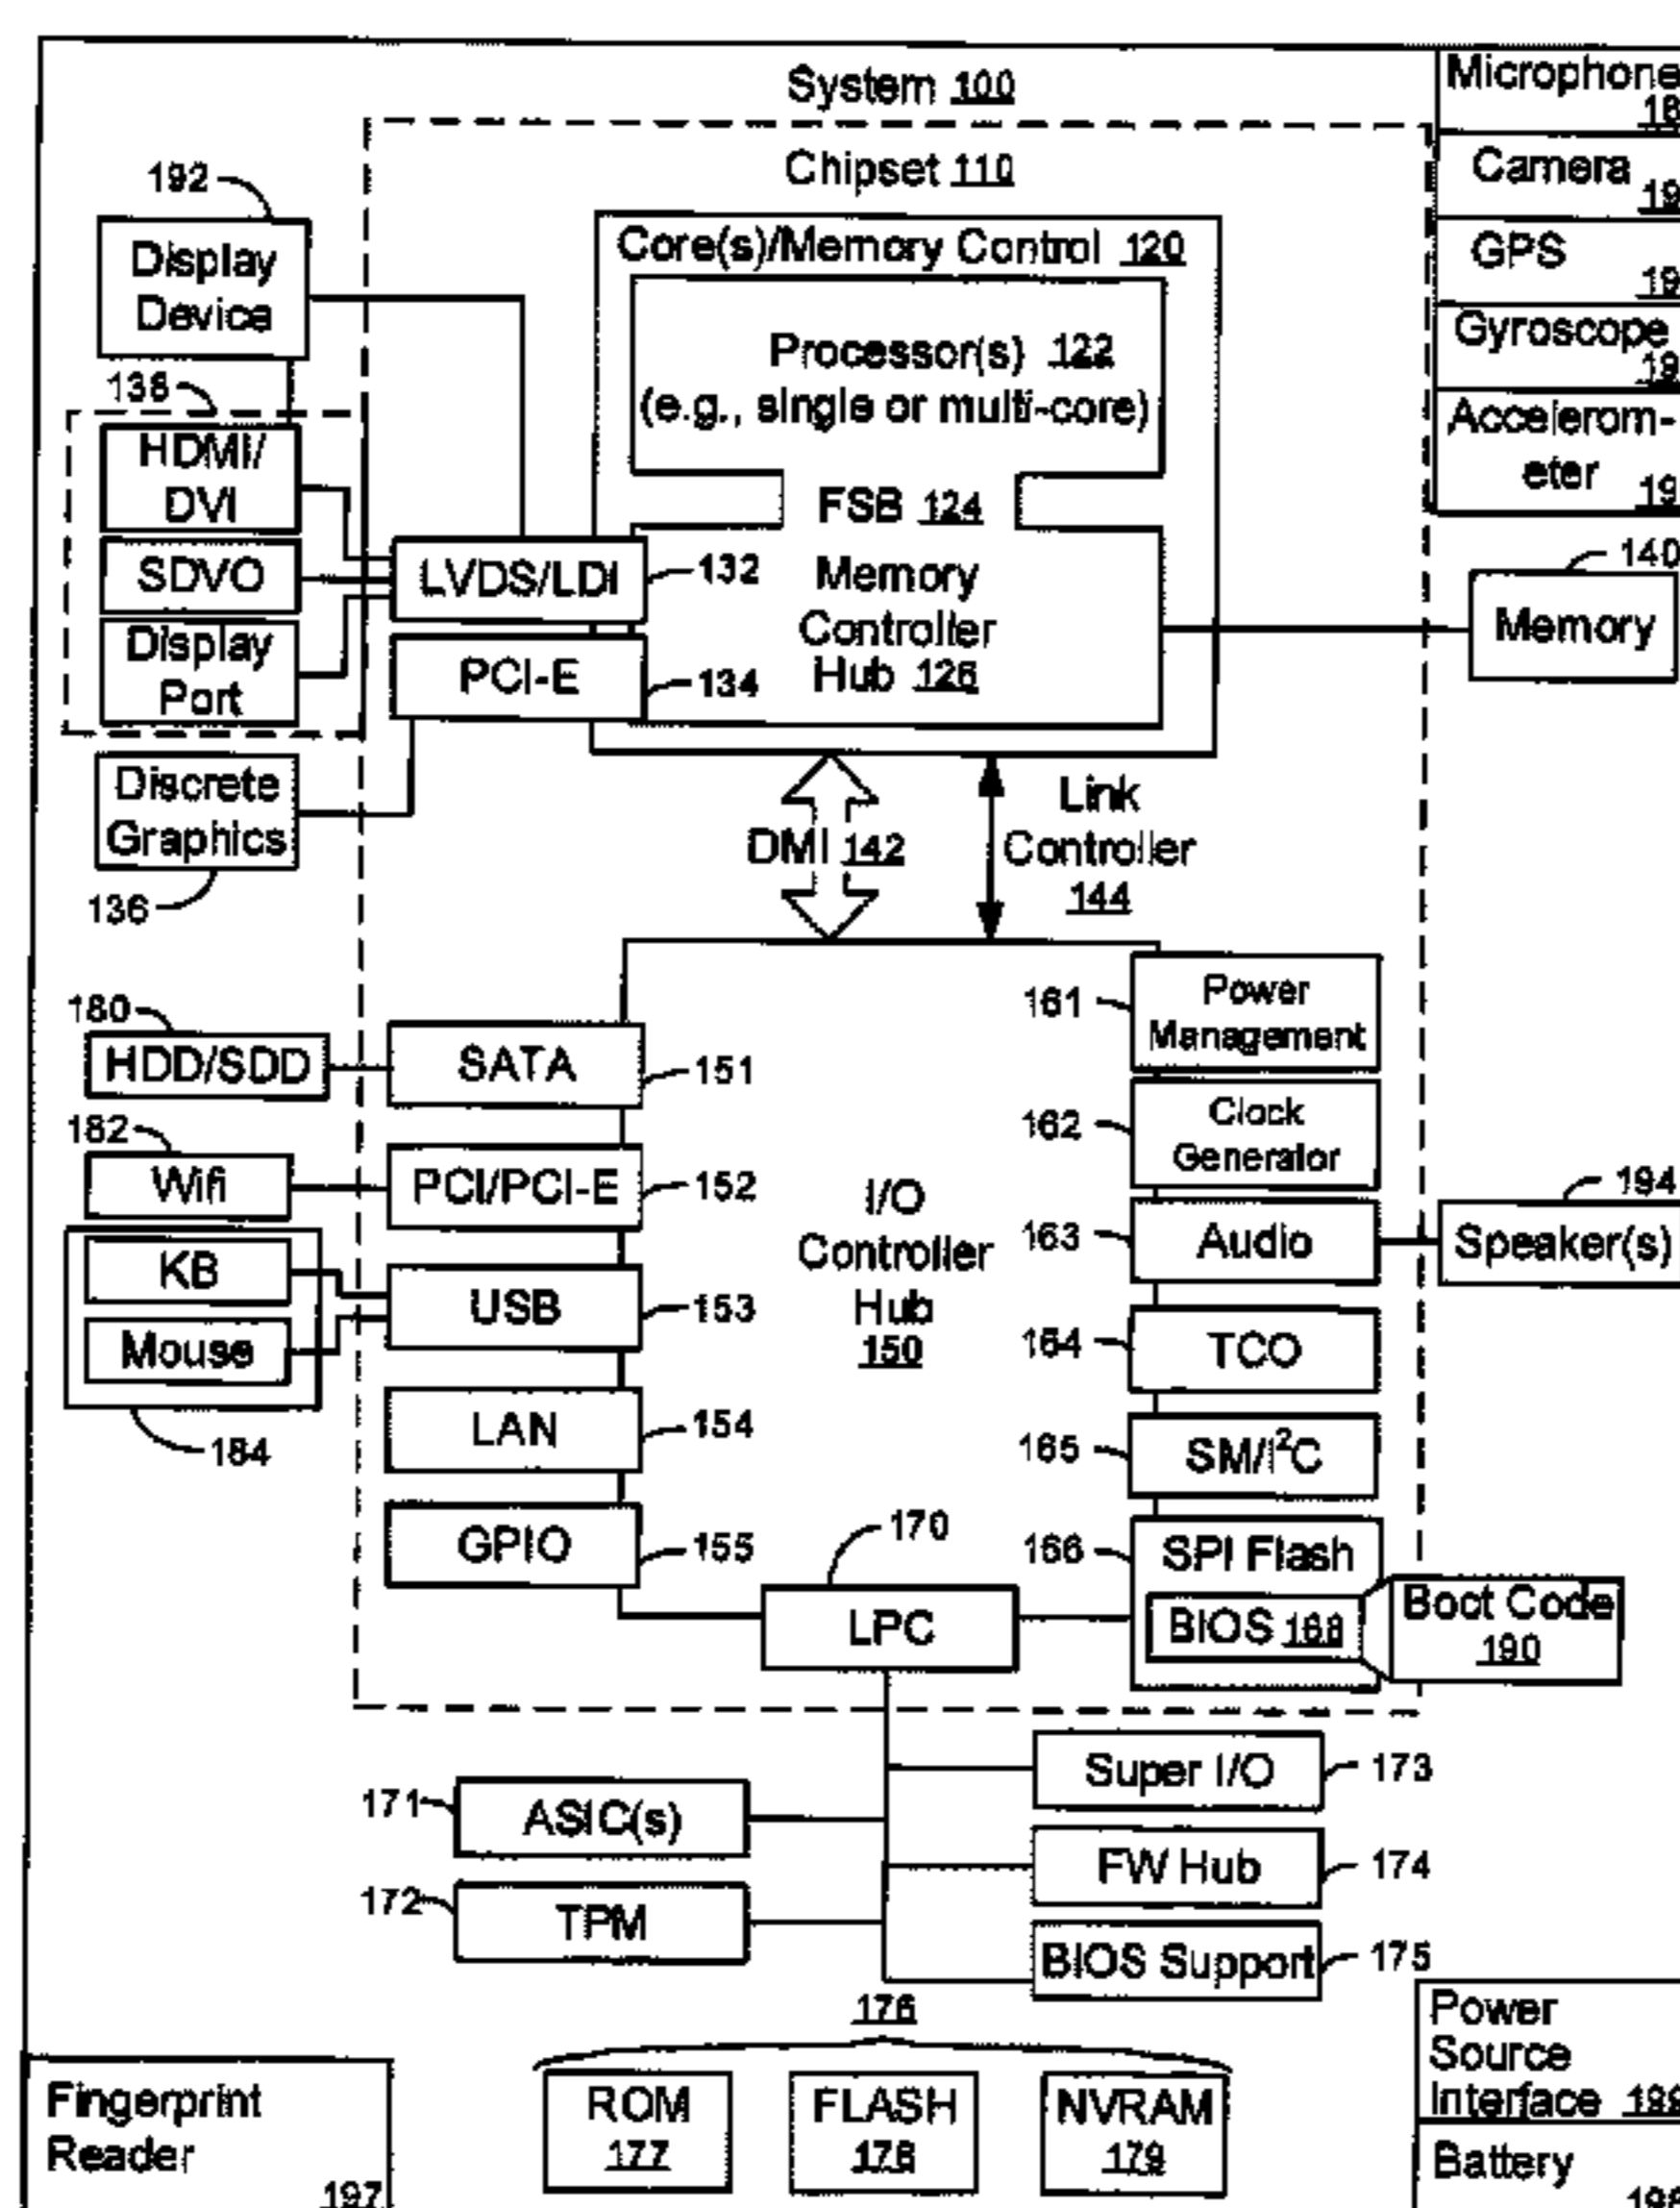 System 100
Microphone
Chipset 110
Camera
192
Core(s)/Memory Control 120
GPS
Display
Device
Gyroscope
Processor(s) 122
(e.g., single or multi-core)
138
Accelerom-
eter
HDMI/
DVI
FSB 124
SDVO
LVDS/LDI
132
Memory
Controller
Hub 126
140
Memory
Display
Port
PCI-E
134
Discrete
Graphics
136
DMI 142
Link
Controller
144
180
HDD/SDD
SATA
151
161
Power
Management
182
Wifi
PCI/PCI-E
152
162
Clock
Generator
I/O
Controller
Hub
150
KB
Mouse
184
USB
153
163
Audio
194
Speaker(s)
164
TCO
LAN
154
165
SM/I²C
GPIO
155
170
LPC
166
SPI Flash
BIOS 168
Boot Code
190
171
ASIC(s)
Super I/O
173
172
TPM
FW Hub
174
BIOS Support
175
176
ROM
177
FLASH
178
NVRAM
179
Fingerprint
Reader
197
Power
Source
Interface
Battery